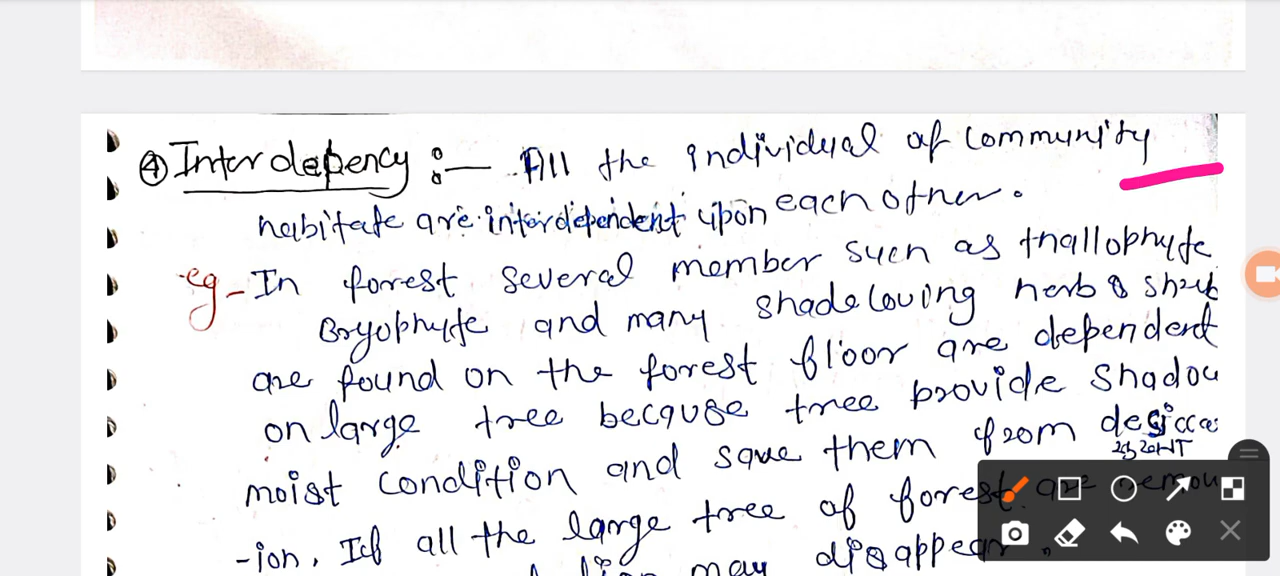 ④ Interdepency :— All the individual of community
habitate are interdependent upon each other.
eg- In forest several member such as thallophyte
Bryophyte and many shadeloving herb & shrub
are found on the forest floor are dependent
on large tree because tree provide shadow
moist condition and save them from desicca
-ion. If all the large tree of forest are remov
may disappear